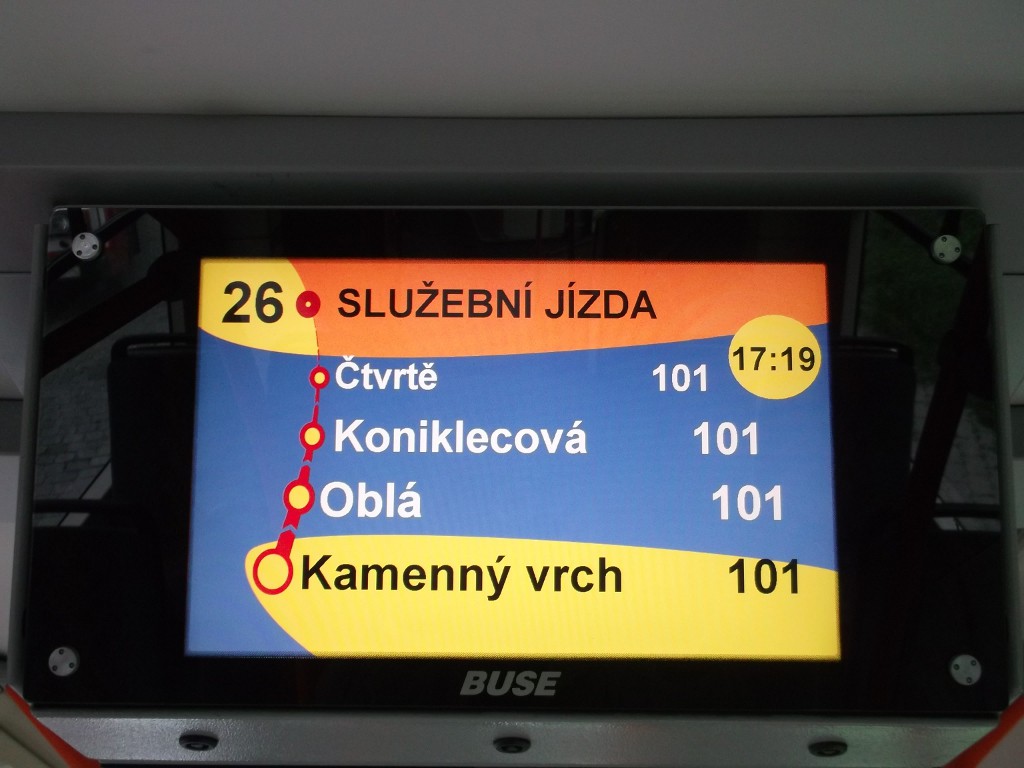 26 SLUŽEBNÍ JÍZDA
17:19
Čtvrtě 101
Koniklecová 101
Oblá 101
Kamenný vrch 101
BUSE